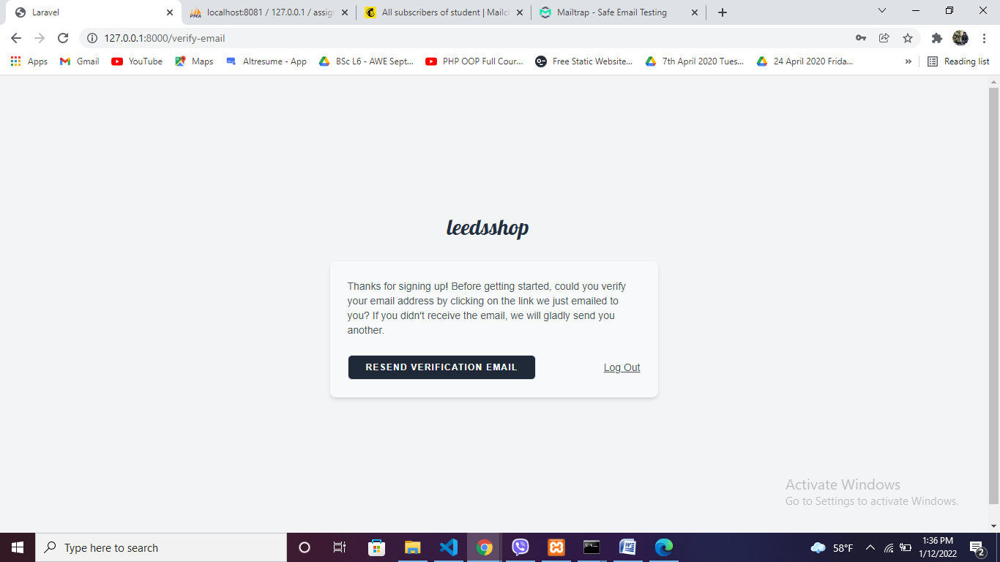 Laravel
localhost:8081 / 127.0.0.1 / assig
All subscribers of student | Mailch
Mailtrap - Safe Email Testing
127.0.0.1:8000/verify-email
Apps
Gmail
YouTube
Maps
Altresume - App
BSc L6 - AWE Sept...
PHP OOP Full Cour...
Free Static Website...
7th April 2020 Tues...
24 April 2020 Frida...
»
Reading list
leedsshop
Thanks for signing up! Before getting started, could you verify
your email address by clicking on the link we just emailed to
you? If you didn't receive the email, we will gladly send you
another.
RESEND VERIFICATION EMAIL
Log Out
Activate Windows
Go to Settings to activate Windows.
Type here to search
58°F
1:36 PM
1/12/2022
2